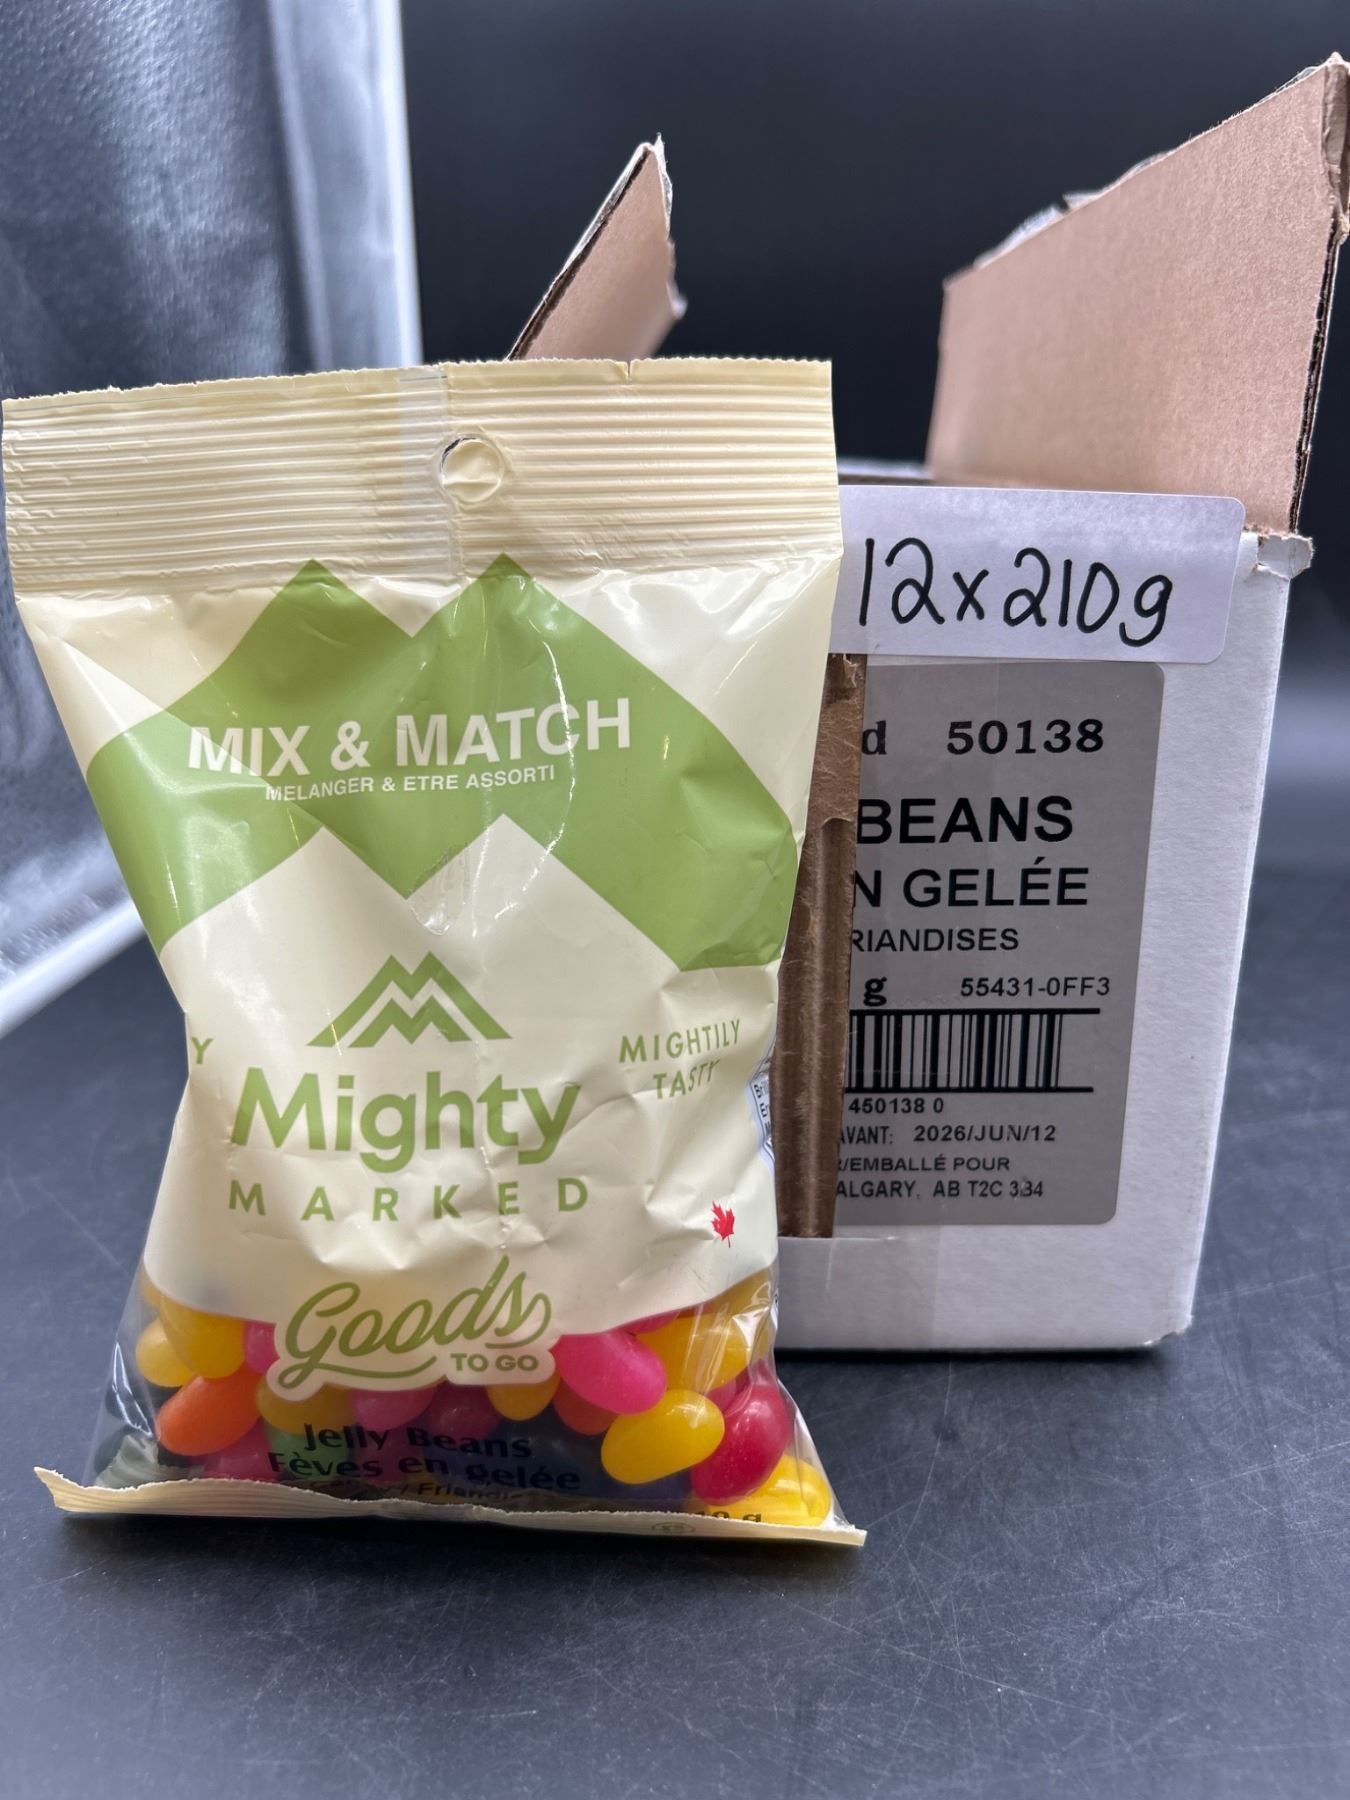 MIX & MATCH
MELANGER & ETRE ASSORTI
Y
Mighty
MARKED
MIGHTILY
TASTY
Goods
TO GO
Jelly Beans
Fèves en gelée
12x210g
d 50138
BEANS
N GELÉE
RIANDISES
g 55431-0FF3
450138 0
AVANT: 2026/JUN/12
R/EMBALLÉ POUR
ALGARY, AB T2C 3B4